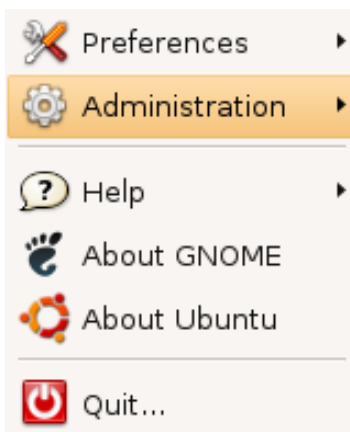 Preferences
Administration
Help
About GNOME
About Ubuntu
Quit...